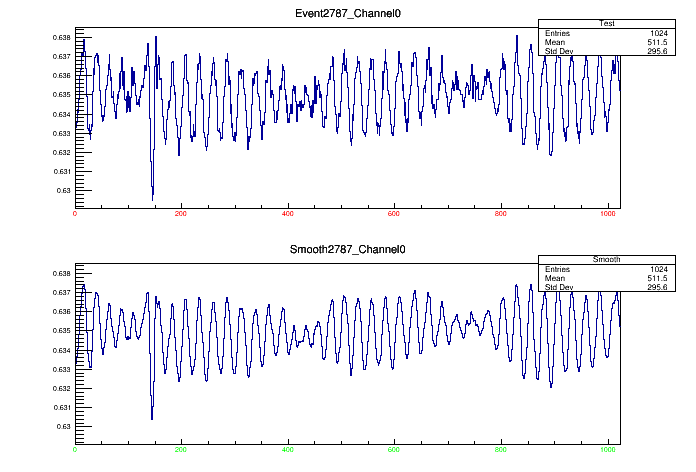 Event2787_Channel0
Test
Entries 1024
Mean 511.5
Std Dev 295.6
0.638
0.637
0.636
0.635
0.634
0.633
0.632
0.631
0.63
0 200 400 600 800 1000
Smooth2787_Channel0
Smooth
Entries 1024
Mean 511.5
Std Dev 295.6
0.638
0.637
0.636
0.635
0.634
0.633
0.632
0.631
0.63
0 200 400 600 800 1000